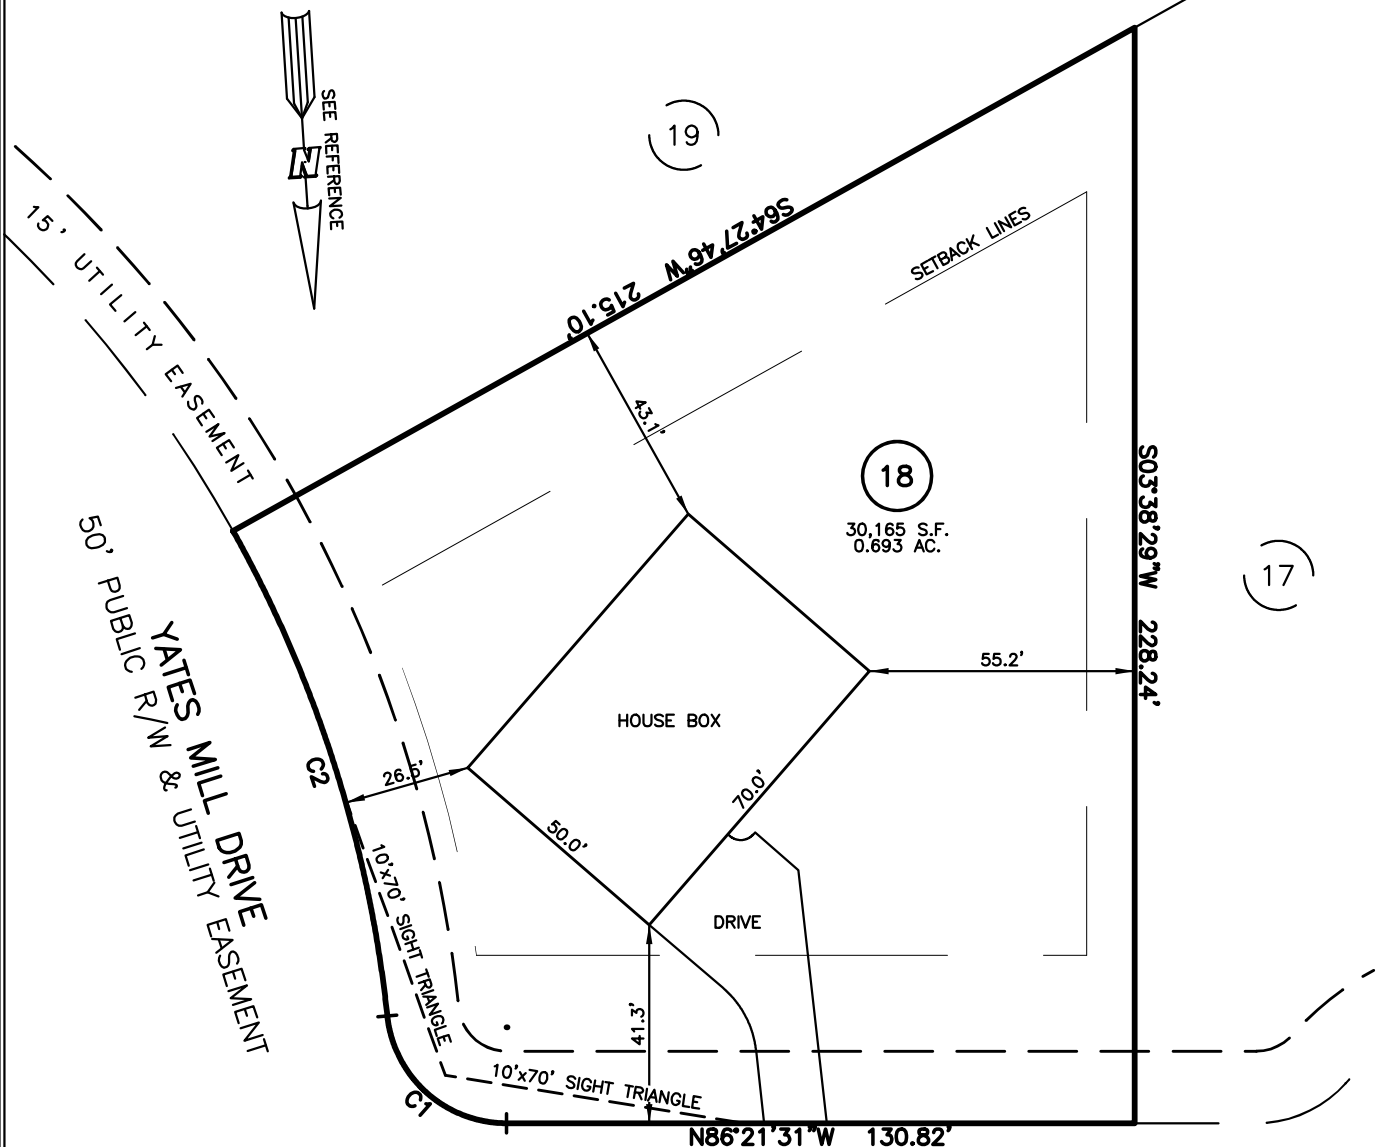 SEE REFERENCE
N
19
15' UTILITY EASEMENT
S64°27'46"W 215.10'
SETBACK LINES
43.1'
18
30,165 S.F.
0.693 AC.
S03°38'29"W 228.24'
17
50' PUBLIC R/W & UTILITY EASEMENT
YATES MILL DRIVE
55.2'
HOUSE BOX
C2
26.5'
70.0'
50.0'
10'x70' SIGHT TRIANGLE
DRIVE
41.3'
10'x70' SIGHT TRIANGLE
C1
N86°21'31"W 130.82'